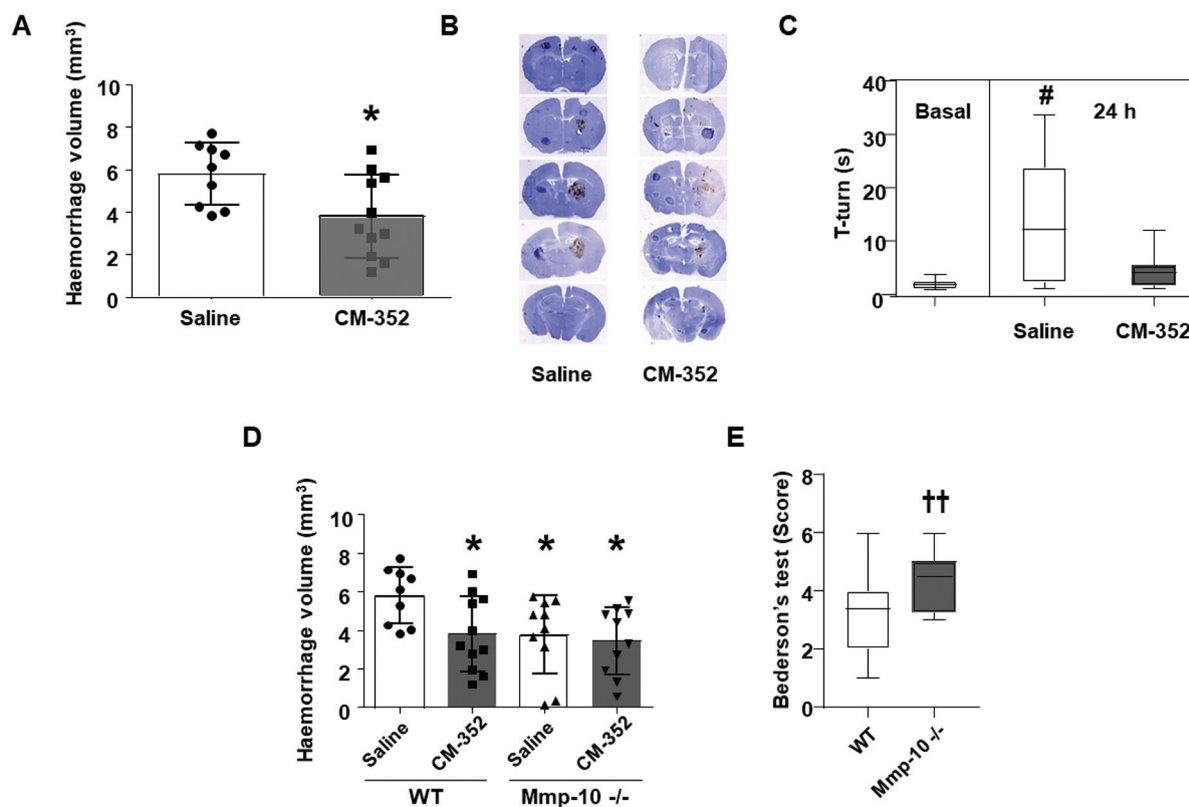 A
Haemorrhage volume (mm³)
10
8
6
4
2
0
*
Saline
CM-352
B
Saline
CM-352
C
T-turn (s)
40
30
20
10
0
Basal
#
24 h
Saline
CM-352
D
Haemorrhage volume (mm³)
10
8
6
4
2
0
*
*
*
Saline
CM-352
Saline
CM-352
WT
Mmp-10 -/-
E
Bederson's test (Score)
8
6
4
2
0
††
WT
Mmp-10 -/-